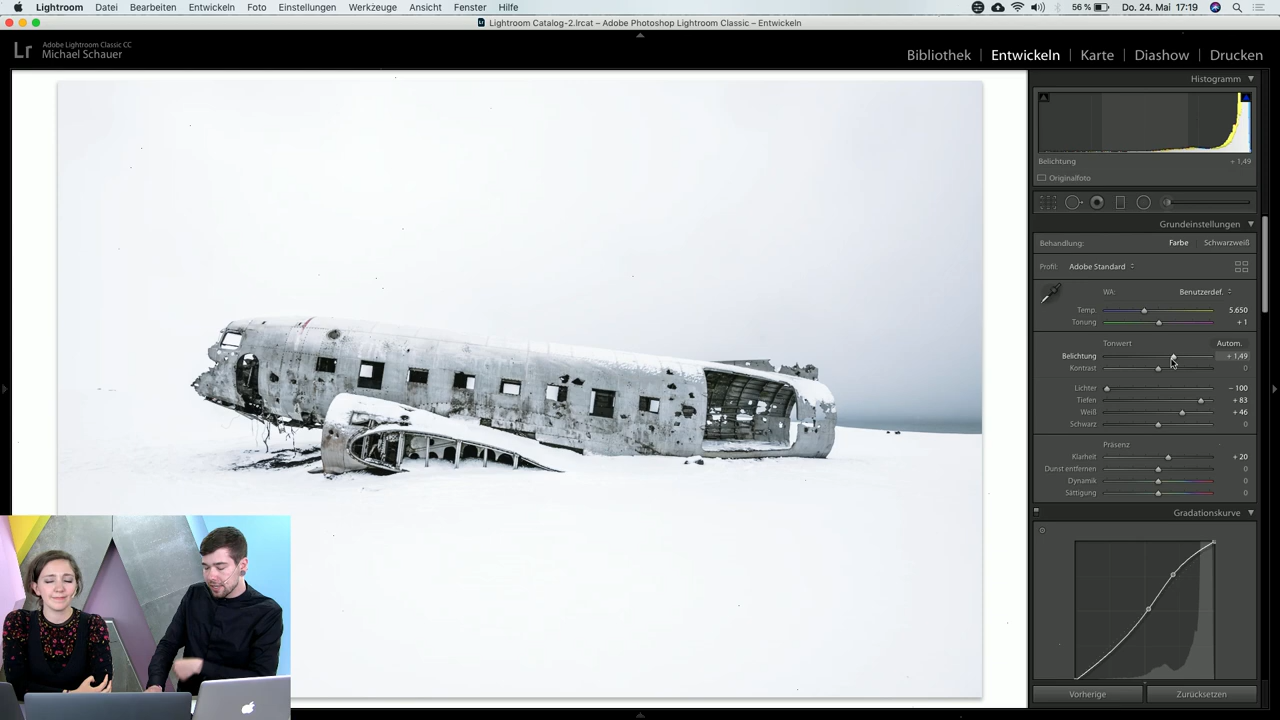 Lightroom Datei Bearbeiten Entwickeln Foto Einstellungen Werkzeuge Ansicht Fenster Hilfe 56 % Do. 24. Mai 17:19
Lightroom Catalog-2.lrcat – Adobe Photoshop Lightroom Classic – Entwickeln
Lr Adobe Lightroom Classic CC
Michael Schauer
Bibliothek | Entwickeln | Karte | Diashow | Drucken
Histogramm
Belichtung + 1,49
Originalfoto
Grundeinstellungen
Behandlung: Farbe Schwarzweiß
Profil: Adobe Standard
WA: Benutzerdef.
Temp. 5.650
Tonung + 1
Tonwert Autom.
Belichtung + 1,49
Kontrast 0
Lichter – 100
Tiefen + 83
Weiß + 46
Schwarz 0
Präsenz
Klarheit + 20
Dunst entfernen 0
Dynamik 0
Sättigung 0
Gradationskurve
Vorherige Zurücksetzen